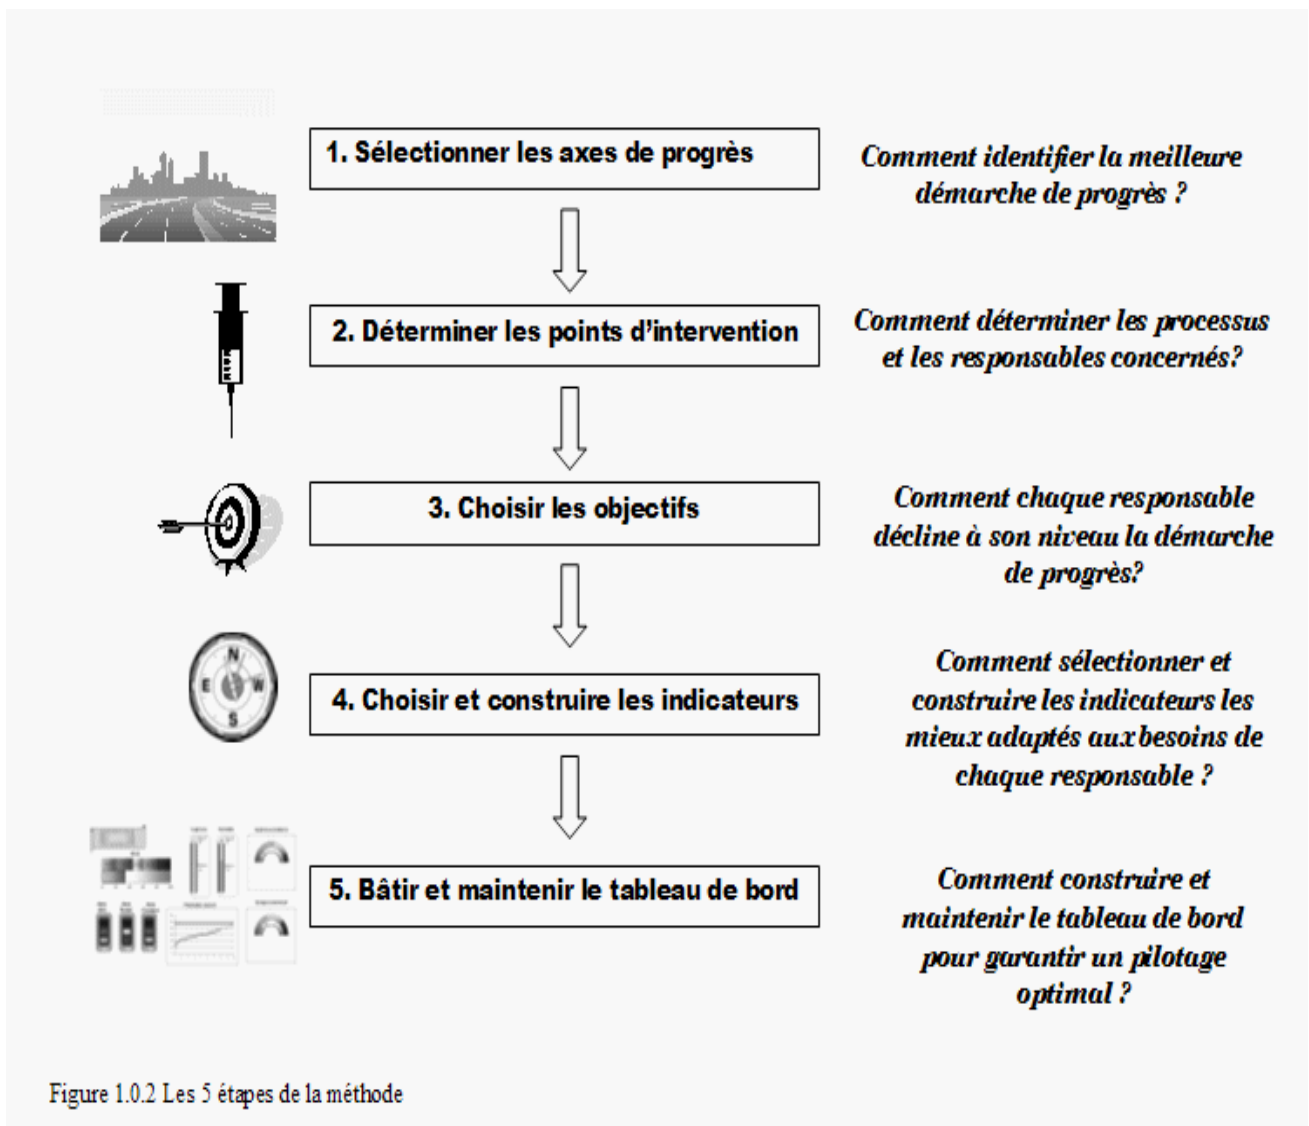 1. Sélectionner les axes de progrès
Comment identifier la meilleure
démarche de progrès ?
2. Déterminer les points d'intervention
Comment déterminer les processus
et les responsables concernés?
3. Choisir les objectifs
Comment chaque responsable
décline à son niveau la démarche
de progrès?
N
E W
S
4. Choisir et construire les indicateurs
Comment sélectionner et
construire les indicateurs les
mieux adaptés aux besoins de
chaque responsable ?
5. Bâtir et maintenir le tableau de bord
Comment construire et
maintenir le tableau de bord
pour garantir un pilotage
optimal ?
Figure 1.0.2 Les 5 étapes de la méthode